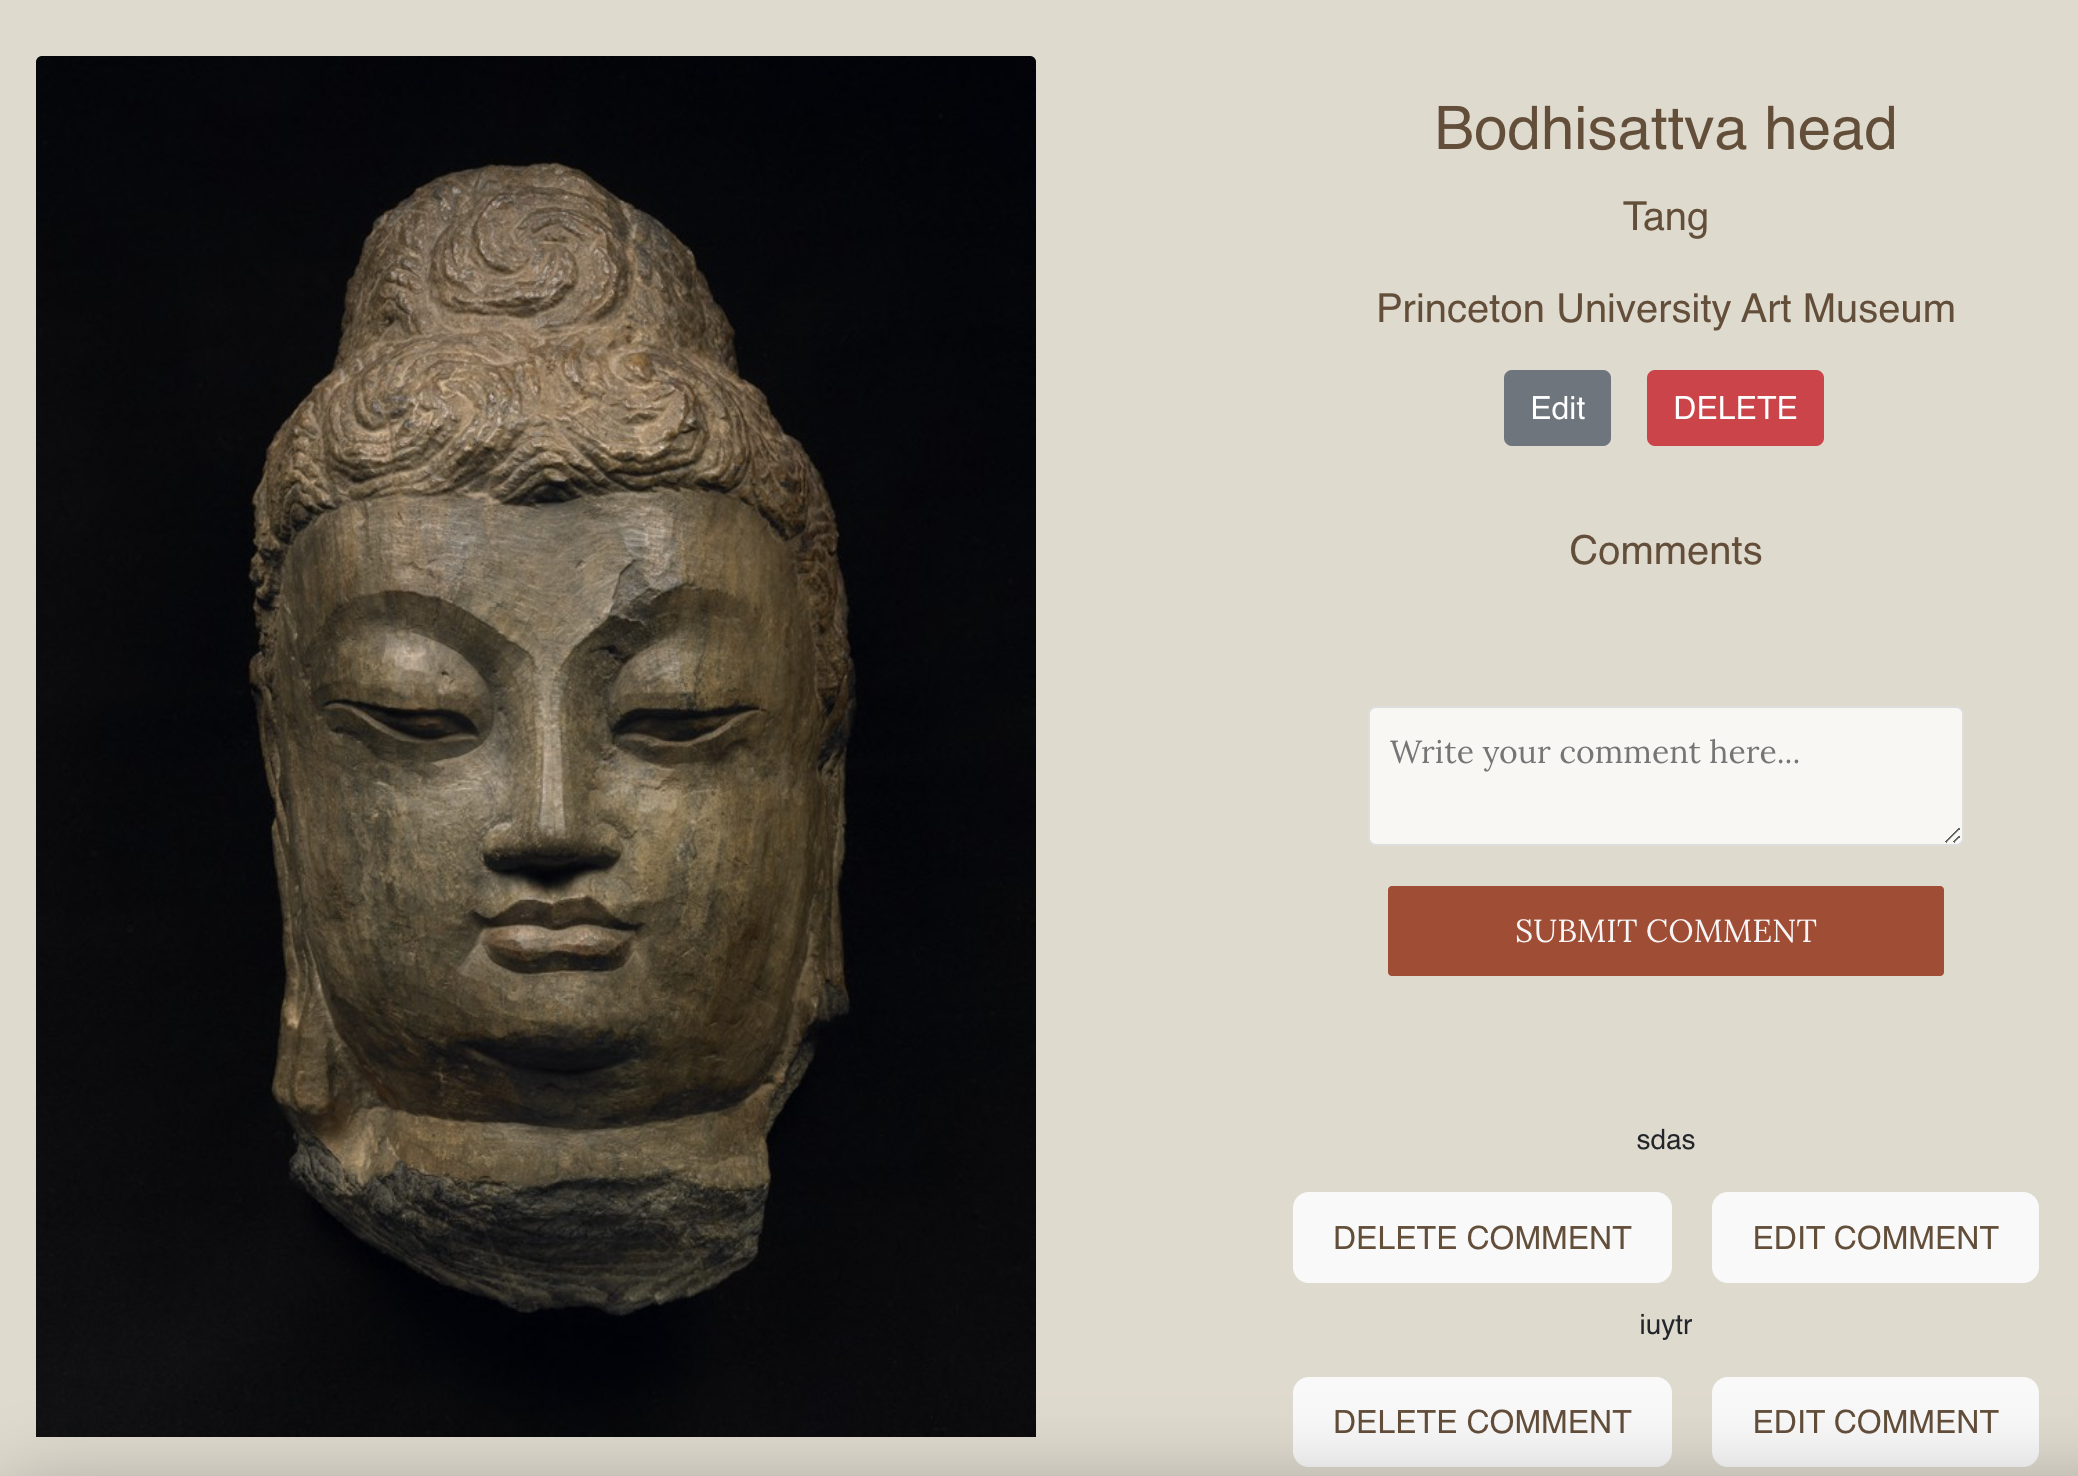 Bodhisattva head
Tang
Princeton University Art Museum
Edit DELETE
Comments
Write your comment here...
SUBMIT COMMENT
sdas
DELETE COMMENT EDIT COMMENT
iuytr
DELETE COMMENT EDIT COMMENT